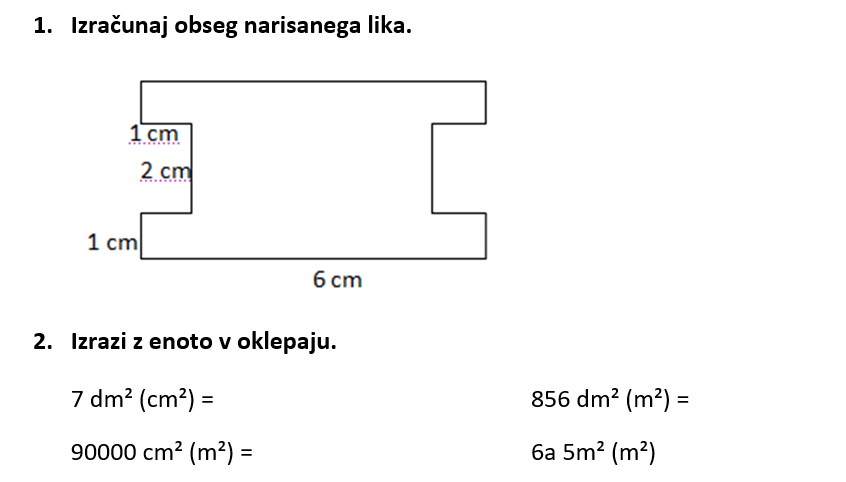 1. Izračunaj obseg narisanega lika.
1 cm
2 cm
1 cm
6 cm
2. Izrazi z enoto v oklepaju.
7 dm² (cm²) =
856 dm² (m²) =
90000 cm² (m²) =
6a 5m² (m²)